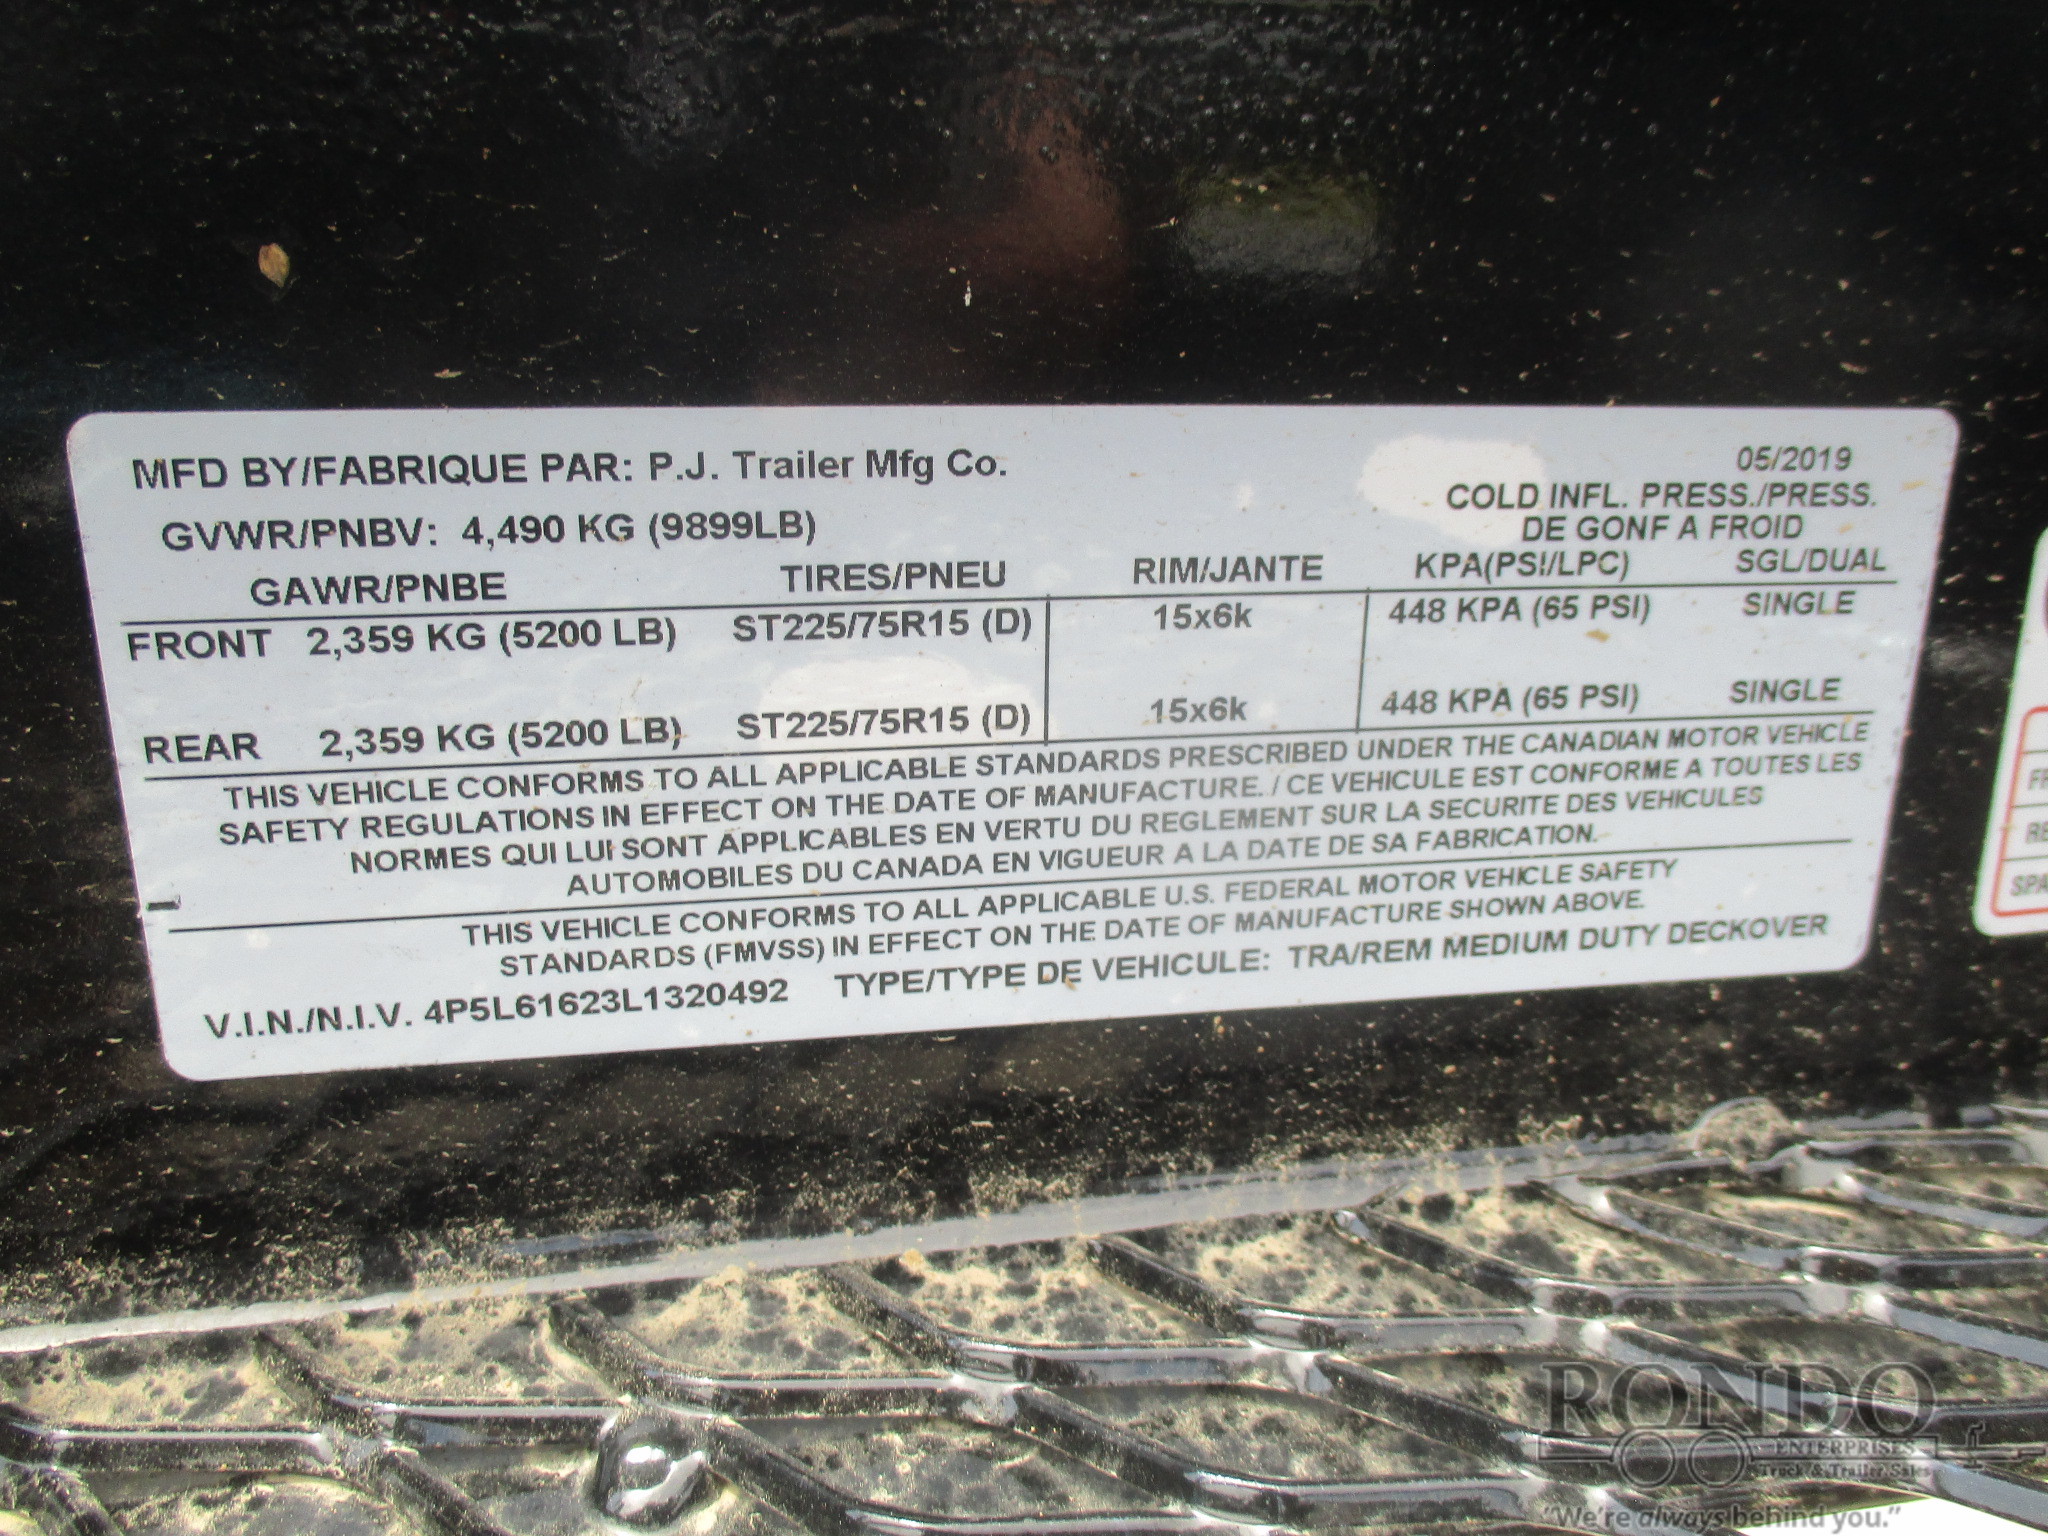 MFD BY/FABRIQUE PAR: P.J. Trailer Mfg Co.
05/2019
GVWR/PNBV: 4,490 KG (9899LB)
COLD INFL. PRESS./PRESS.
DE GONF A FROID
GAWR/PNBE TIRES/PNEU RIM/JANTE KPA(PSI/LPC) SGL/DUAL
FRONT 2,359 KG (5200 LB) ST225/75R15 (D) 15x6k 448 KPA (65 PSI) SINGLE
REAR 2,359 KG (5200 LB) ST225/75R15 (D) 15x6k 448 KPA (65 PSI) SINGLE
THIS VEHICLE CONFORMS TO ALL APPLICABLE STANDARDS PRESCRIBED UNDER THE CANADIAN MOTOR VEHICLE
SAFETY REGULATIONS IN EFFECT ON THE DATE OF MANUFACTURE. / CE VEHICULE EST CONFORME A TOUTES LES
NORMES QUI LUI SONT APPLICABLES EN VERTU DU REGLEMENT SUR LA SECURITE DES VEHICULES
AUTOMOBILES DU CANADA EN VIGUEUR A LA DATE DE SA FABRICATION.
THIS VEHICLE CONFORMS TO ALL APPLICABLE U.S. FEDERAL MOTOR VEHICLE SAFETY
STANDARDS (FMVSS) IN EFFECT ON THE DATE OF MANUFACTURE SHOWN ABOVE.
V.I.N./N.I.V. 4P5L61623L1320492 TYPE/TYPE DE VEHICULE: TRA/REM MEDIUM DUTY DECKOVER
RONDO
ENTERPRISES
Truck & Trailer Sales
"We're always behind you."